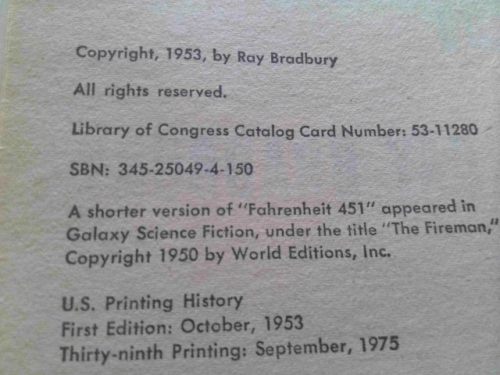 Copyright, 1953, by Ray Bradbury
All rights reserved.
Library of Congress Catalog Card Number: 53-11280
SBN: 345-25049-4-150
A shorter version of "Fahrenheit 451" appeared in
Galaxy Science Fiction, under the title "The Fireman,"
Copyright 1950 by World Editions, Inc.
U.S. Printing History
First Edition: October, 1953
Thirty-ninth Printing: September, 1975